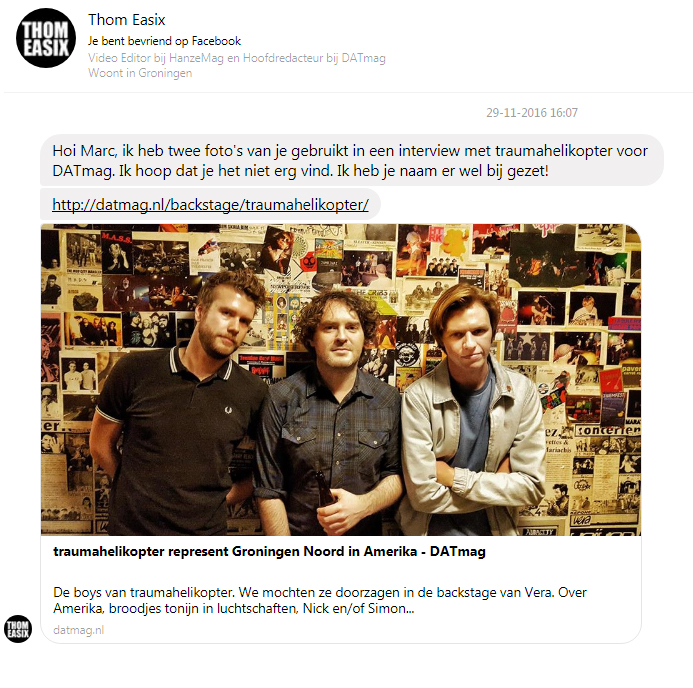 THOM
EASIX
Thom Easix
Je bent bevriend op Facebook
Video Editor bij HanzeMag en Hoofdredacteur bij DATmag
Woont in Groningen
29-11-2016 16:07
Hoi Marc, ik heb twee foto's van je gebruikt in een interview met traumahelikopter voor
DATmag. Ik hoop dat je het niet erg vind. Ik heb je naam er wel bij gezet!
http://datmag.nl/backstage/traumahelikopter/
traumahelikopter represent Groningen Noord in Amerika - DATmag
De boys van traumahelikopter. We mochten ze doorzagen in de backstage van Vera. Over
Amerika, broodjes tonijn in luchtschaften, Nick en/of Simon...
THOM
EASIX
datmag.nl